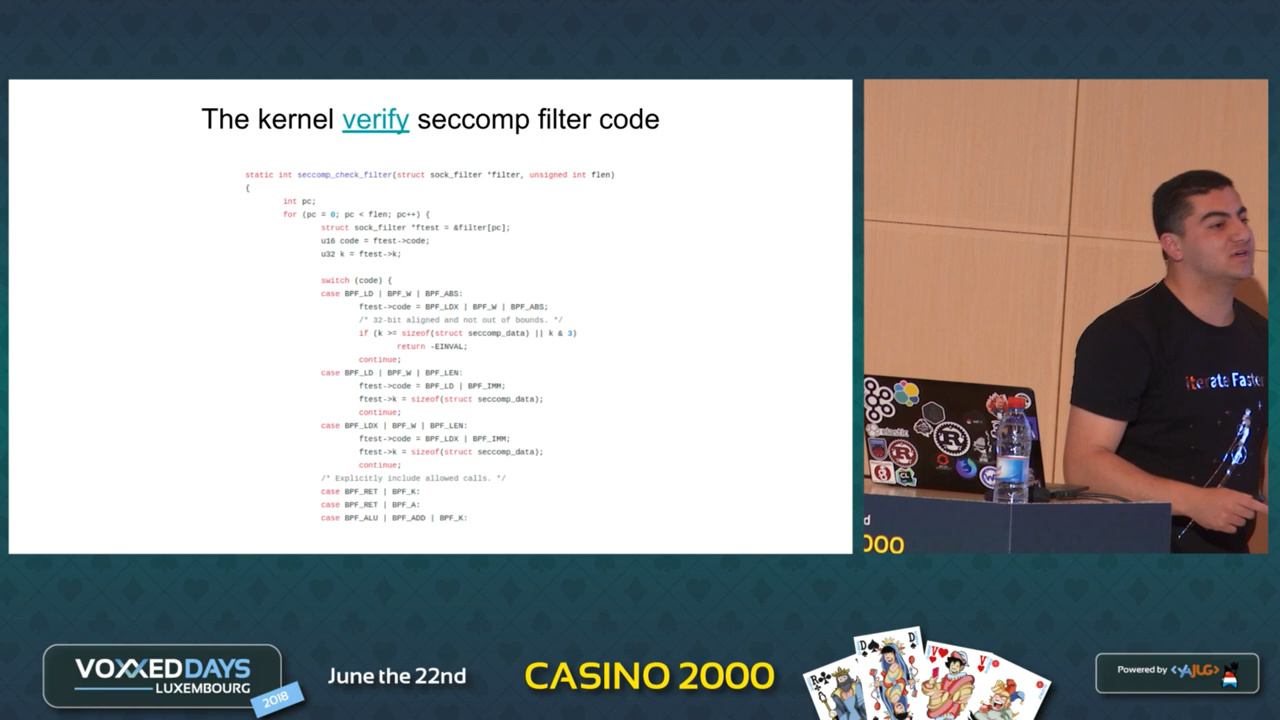 The kernel verify seccomp filter code
static int seccomp_check_filter(struct sock_filter *filter, unsigned int flen)
{
int pc;
for (pc = 0; pc < flen; pc++) {
struct sock_filter *ftest = &filter[pc];
u16 code = ftest->code;
u32 k = ftest->k;
switch (code) {
case BPF_LD | BPF_W | BPF_ABS:
ftest->code = BPF_LDX | BPF_W | BPF_ABS;
/* 32-bit aligned and not out of bounds. */
if (k >= sizeof(struct seccomp_data) || k & 3)
return -EINVAL;
continue;
case BPF_LD | BPF_W | BPF_LEN:
ftest->code = BPF_LD | BPF_IMM;
ftest->k = sizeof(struct seccomp_data);
continue;
case BPF_LDX | BPF_W | BPF_LEN:
ftest->code = BPF_LDX | BPF_IMM;
ftest->k = sizeof(struct seccomp_data);
continue;
/* Explicitly include allowed calls. */
case BPF_RET | BPF_K:
case BPF_RET | BPF_A:
case BPF_ALU | BPF_ADD | BPF_K:
Iterate Faster
R
R
CL
d
000
VOXXED DAYS
LUXEMBOURG
2018
June the 22nd
CASINO 2000
R
D
D
V
V
Powered by <YAJUG>